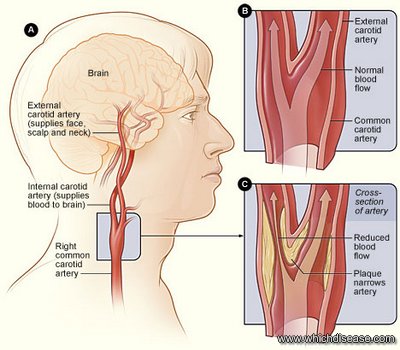 A
Brain
External
carotid artery
(supplies face,
scalp and neck)
Internal carotid
artery (supplies
blood to brain)
Right
common
carotid
artery
B
External
carotid
artery
Normal
blood
flow
Common
carotid
artery
C
Cross-
section
of artery
Reduced
blood
flow
Plaque
narrows
artery
www.whichdisease.com